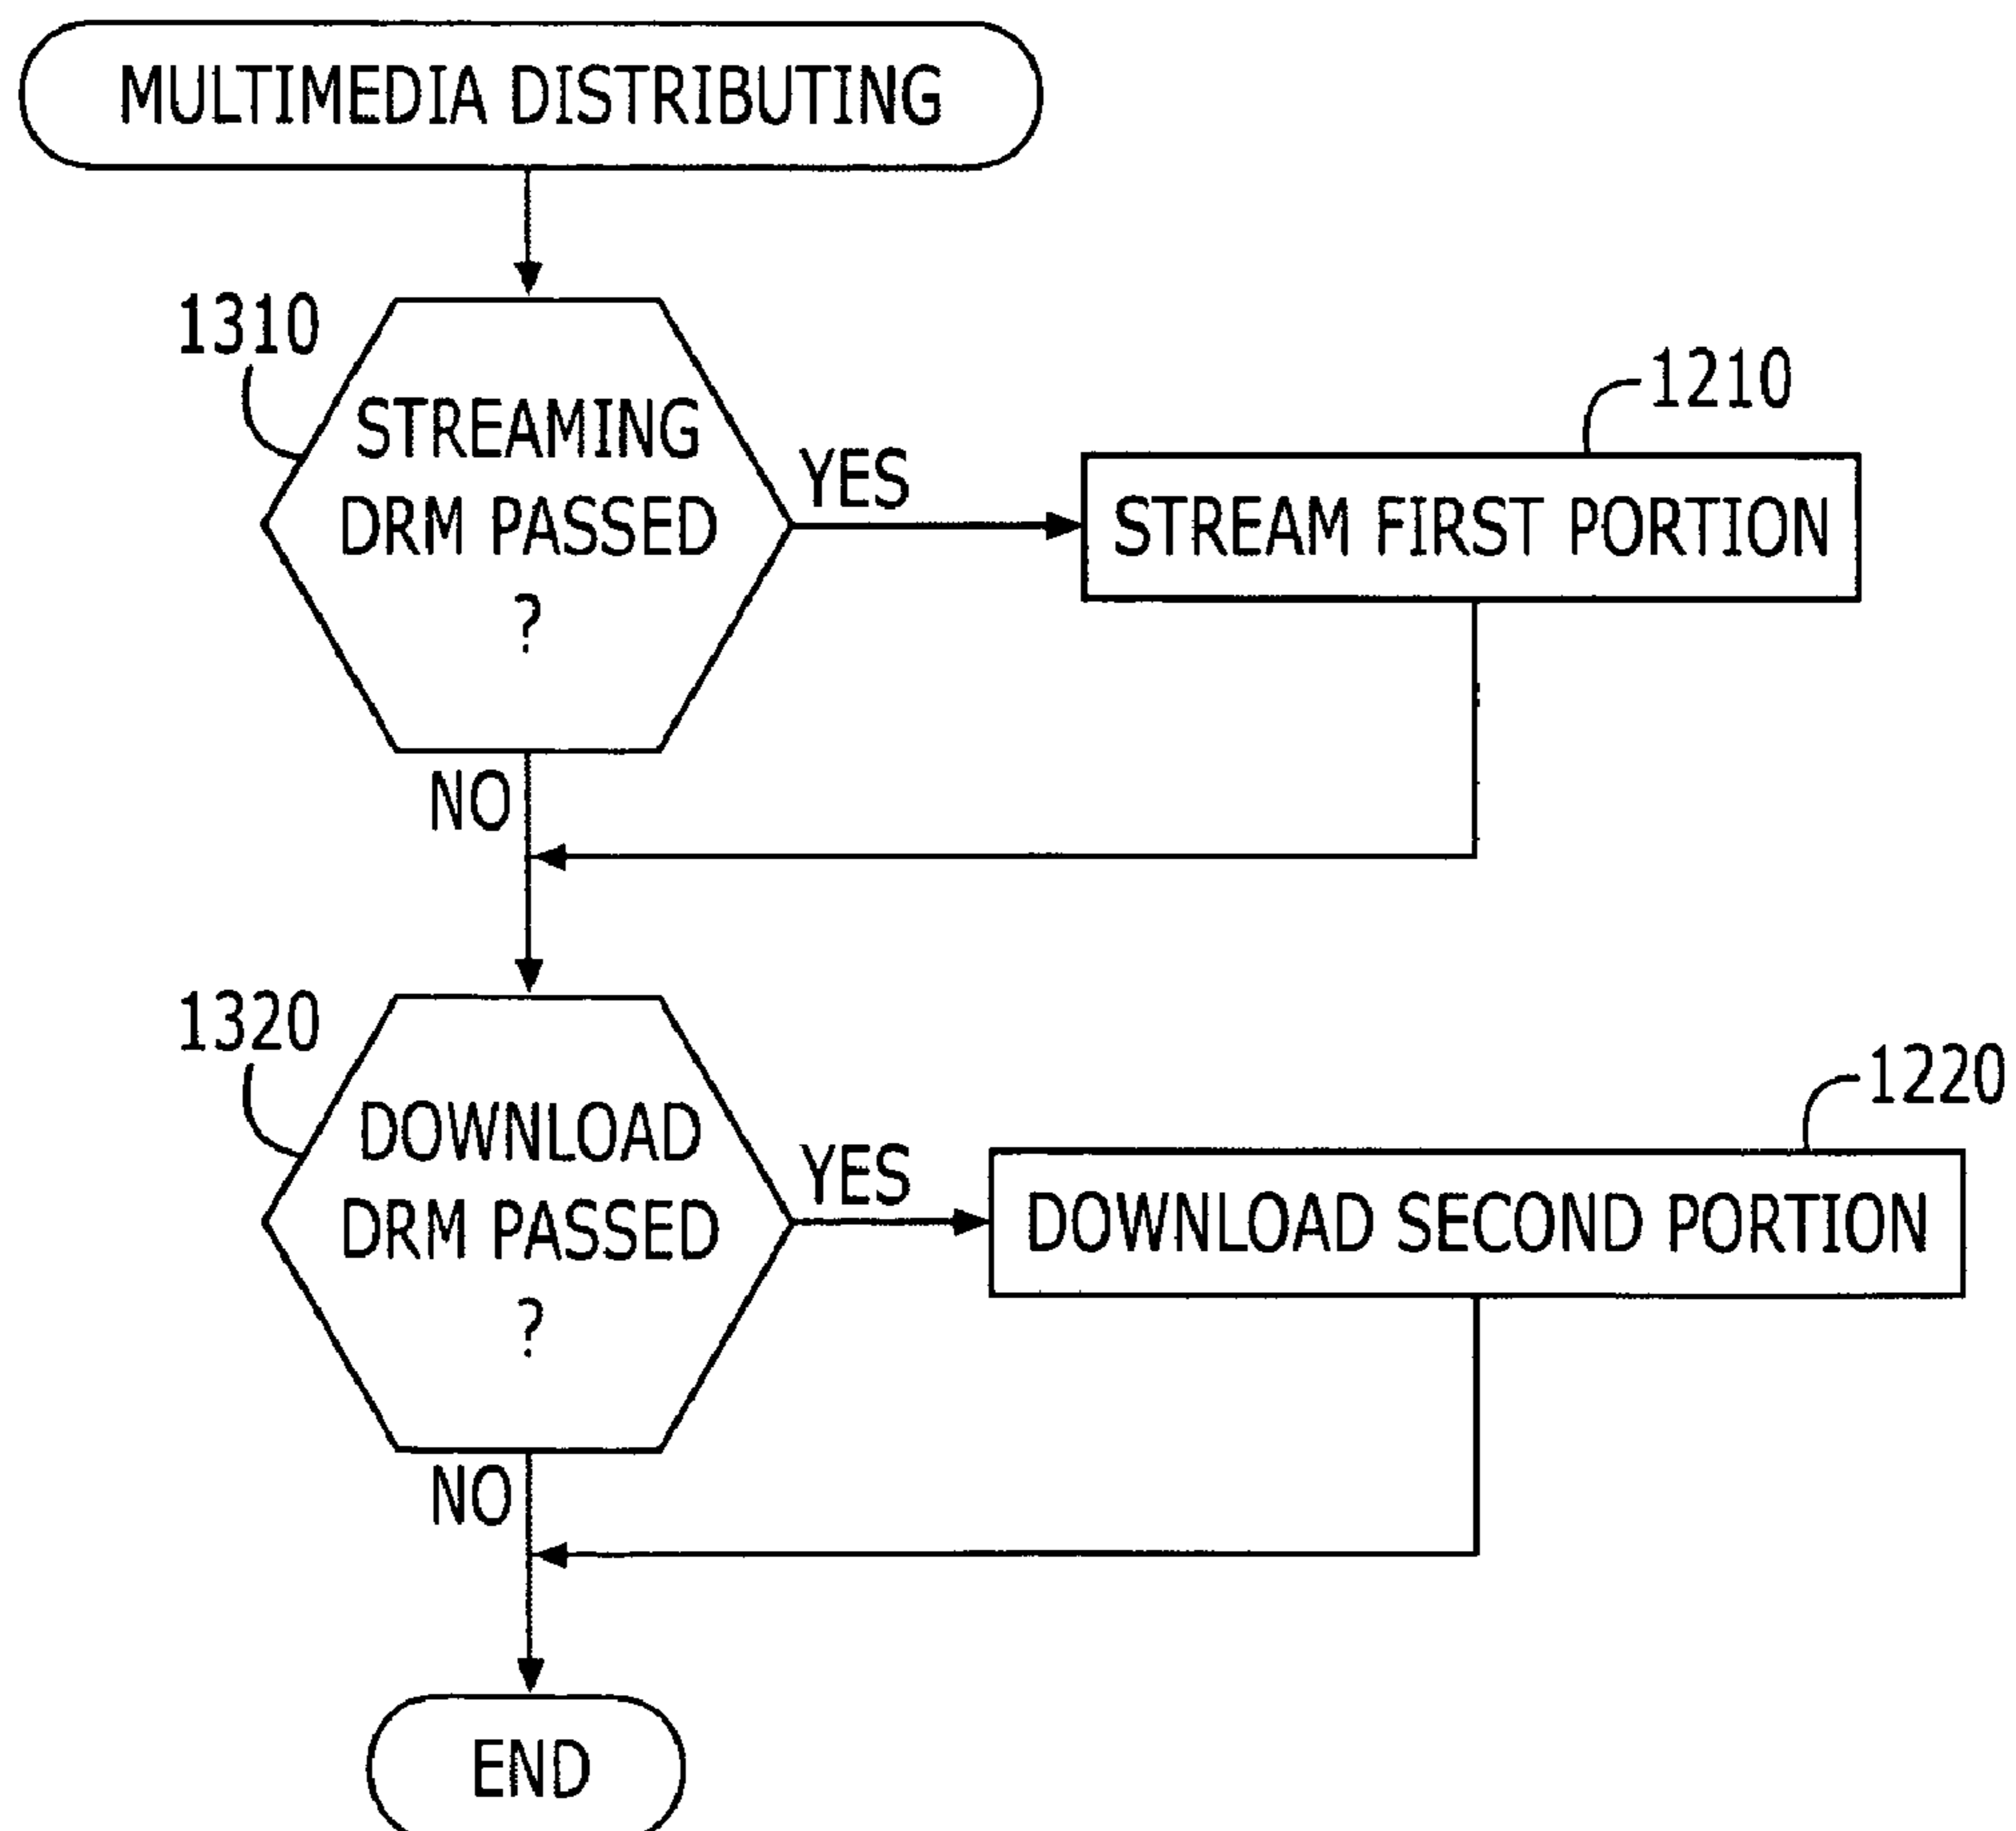 MULTIMEDIA DISTRIBUTING
1310
STREAMING
DRM PASSED
?
YES
1210
STREAM FIRST PORTION
NO
1320
DOWNLOAD
DRM PASSED
?
YES
1220
DOWNLOAD SECOND PORTION
NO
END